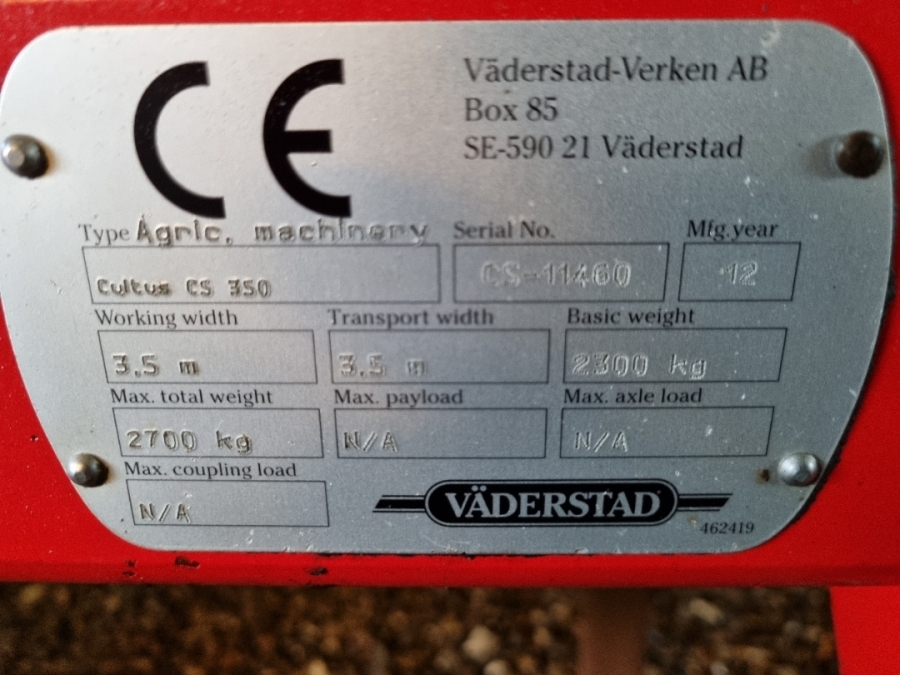 CE
Väderstad-Verken AB
Box 85
SE-590 21 Väderstad
Type Agric. machinery Serial No. Mfg.year
Cultus CS 350 CS-11460 12
Working width Transport width Basic weight
3.5 m 3.5 m 2300 kg
Max. total weight Max. payload Max. axle load
2700 kg N/A N/A
Max. coupling load
N/A
VÄDERSTAD
462419